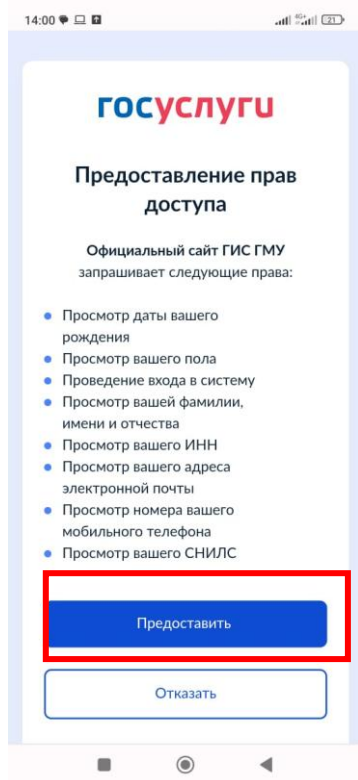 14:00 4G+ 21
госуслуги
Предоставление прав
доступа
Официальный сайт ГИС ГМУ
запрашивает следующие права:
Просмотр даты вашего
рождения
Просмотр вашего пола
Проведение входа в систему
Просмотр вашей фамилии,
имени и отчества
Просмотр вашего ИНН
Просмотр вашего адреса
электронной почты
Просмотр номера вашего
мобильного телефона
Просмотр вашего СНИЛС
Предоставить
Отказать